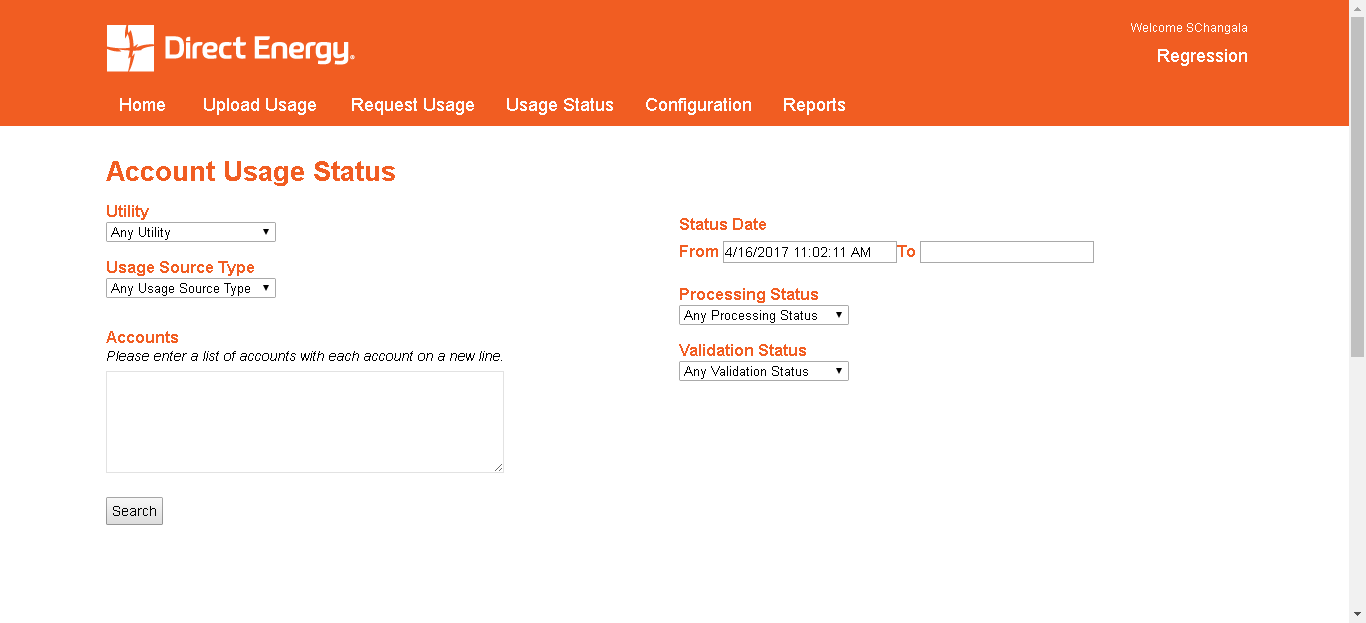 Direct Energy.
Welcome SChangala
Regression
Home Upload Usage Request Usage Usage Status Configuration Reports
Account Usage Status
Utility
Any Utility
Usage Source Type
Any Usage Source Type
Accounts
Please enter a list of accounts with each account on a new line.
Search
Status Date
From 4/16/2017 11:02:11 AM To
Processing Status
Any Processing Status
Validation Status
Any Validation Status